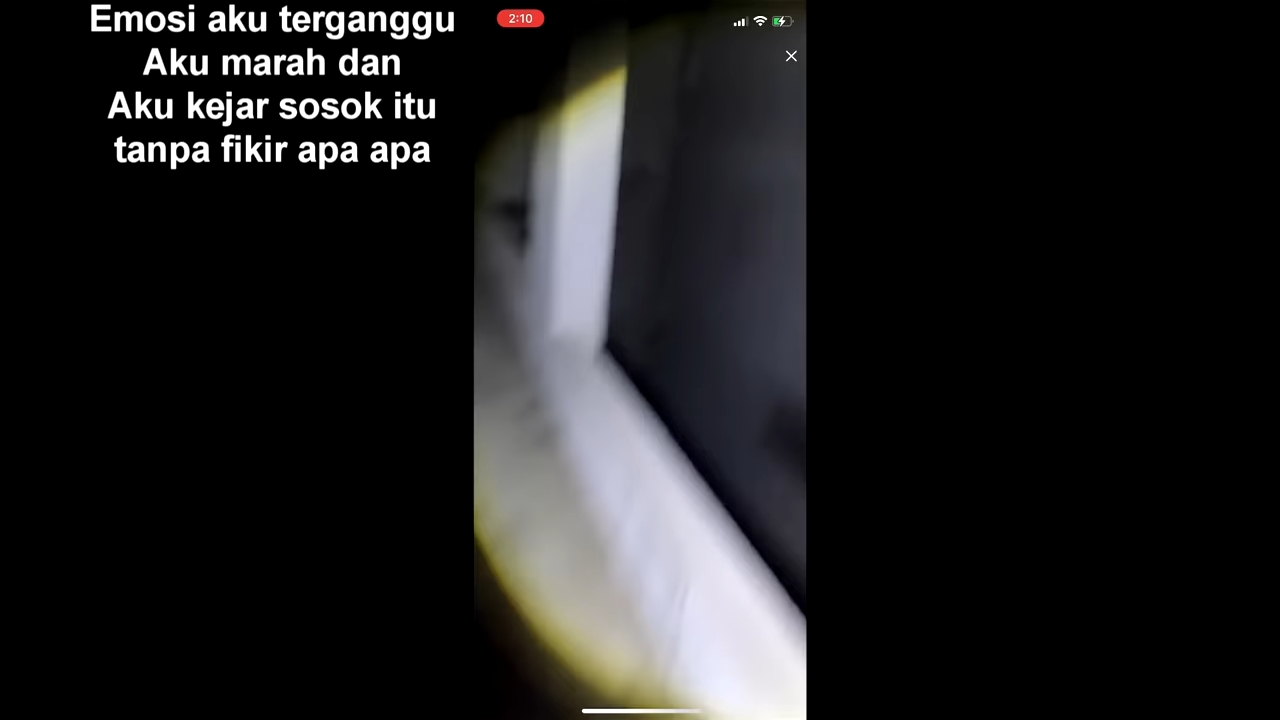 Emosi aku terganggu
Aku marah dan
Aku kejar sosok itu
tanpa fikir apa apa
2:10